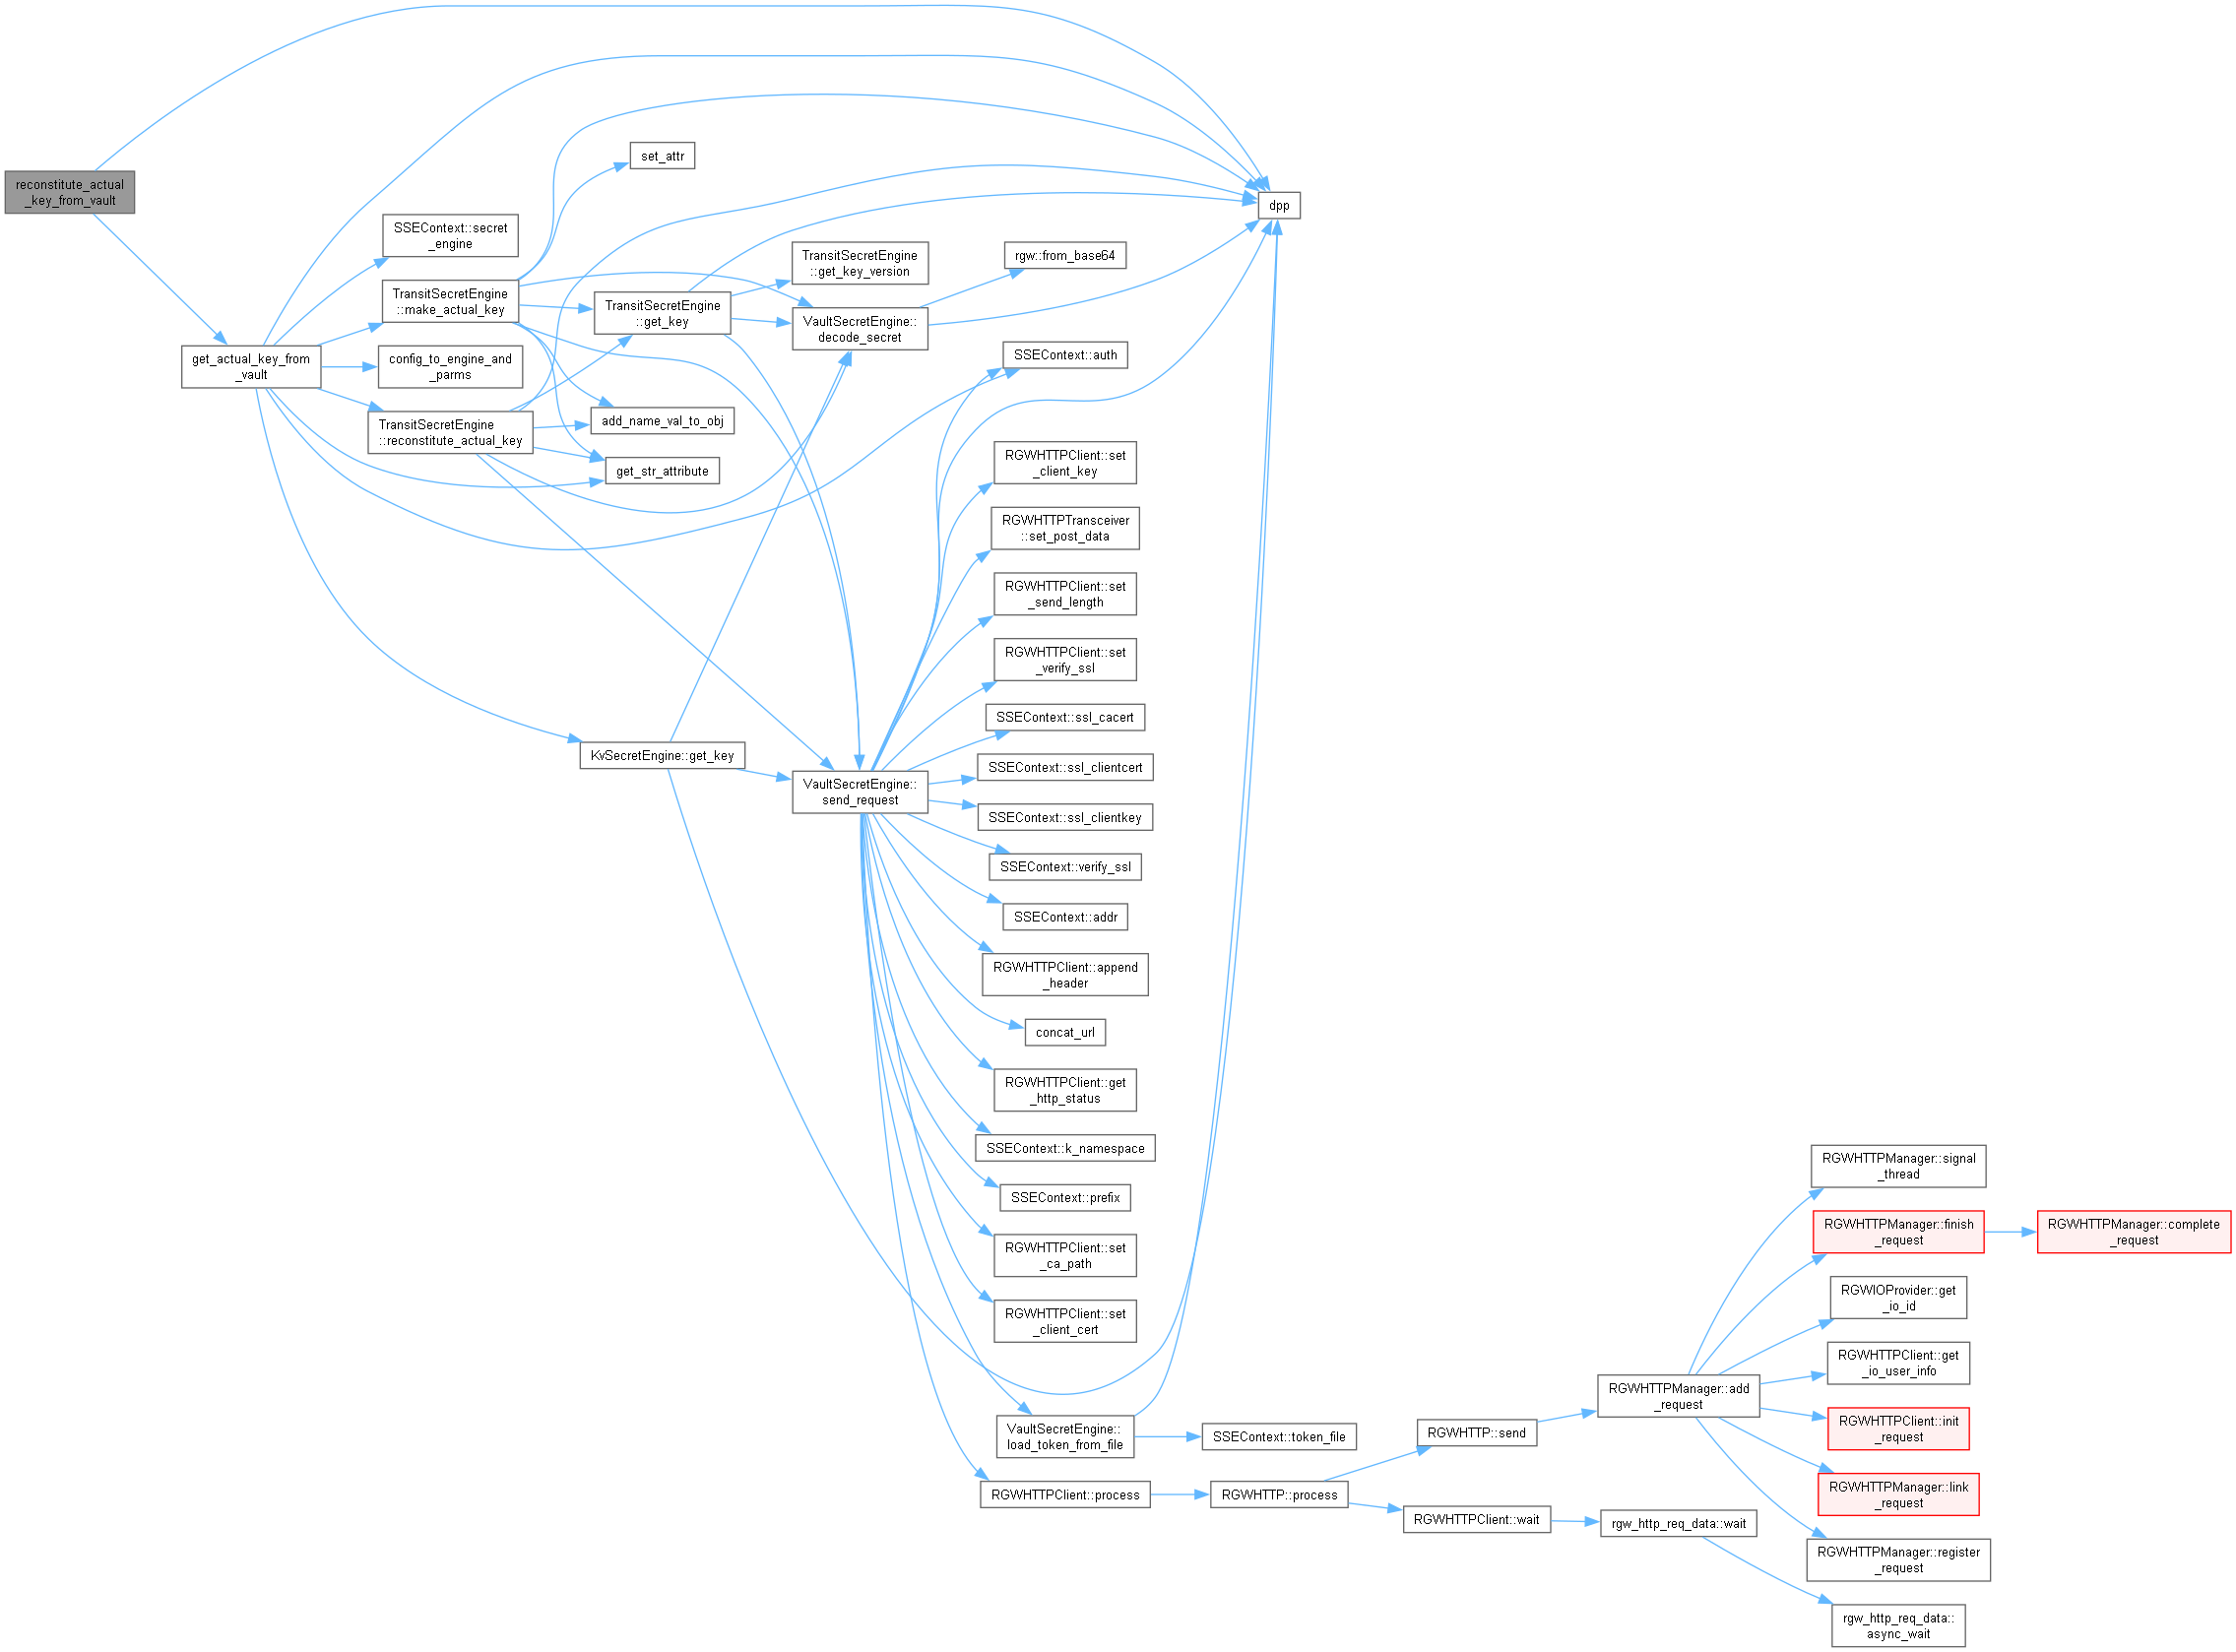 reconstitute_actual
_key_from_vault
get_actual_key_from
_vault
SSEContext::secret
_engine
TransitSecretEngine
::make_actual_key
config_to_engine_and
_parms
TransitSecretEngine
::reconstitute_actual_key
set_attr
TransitSecretEngine
::get_key
add_name_val_to_obj
get_str_attribute
KvSecretEngine::get_key
TransitSecretEngine
::get_key_version
VaultSecretEngine::
decode_secret
VaultSecretEngine::
send_request
rgw::from_base64
SSEContext::auth
RGWHTTPClient::set
_client_key
RGWHTTPTransceiver
::set_post_data
RGWHTTPClient::set
_send_length
RGWHTTPClient::set
_verify_ssl
SSEContext::ssl_cacert
SSEContext::ssl_clientcert
SSEContext::ssl_clientkey
SSEContext::verify_ssl
SSEContext::addr
RGWHTTPClient::append
_header
concat_url
RGWHTTPClient::get
_http_status
SSEContext::k_namespace
SSEContext::prefix
RGWHTTPClient::set
_ca_path
RGWHTTPClient::set
_client_cert
VaultSecretEngine::
load_token_from_file
RGWHTTPClient::process
dpp
SSEContext::token_file
RGWHTTP::process
RGWHTTP::send
RGWHTTPClient::wait
RGWHTTPManager::add
_request
rgw_http_req_data::wait
RGWHTTPManager::signal
_thread
RGWHTTPManager::finish
_request
RGWIOProvider::get
_io_id
RGWHTTPClient::get
_io_user_info
RGWHTTPClient::init
_request
RGWHTTPManager::link
_request
RGWHTTPManager::register
_request
rgw_http_req_data::
async_wait
RGWHTTPManager::complete
_request